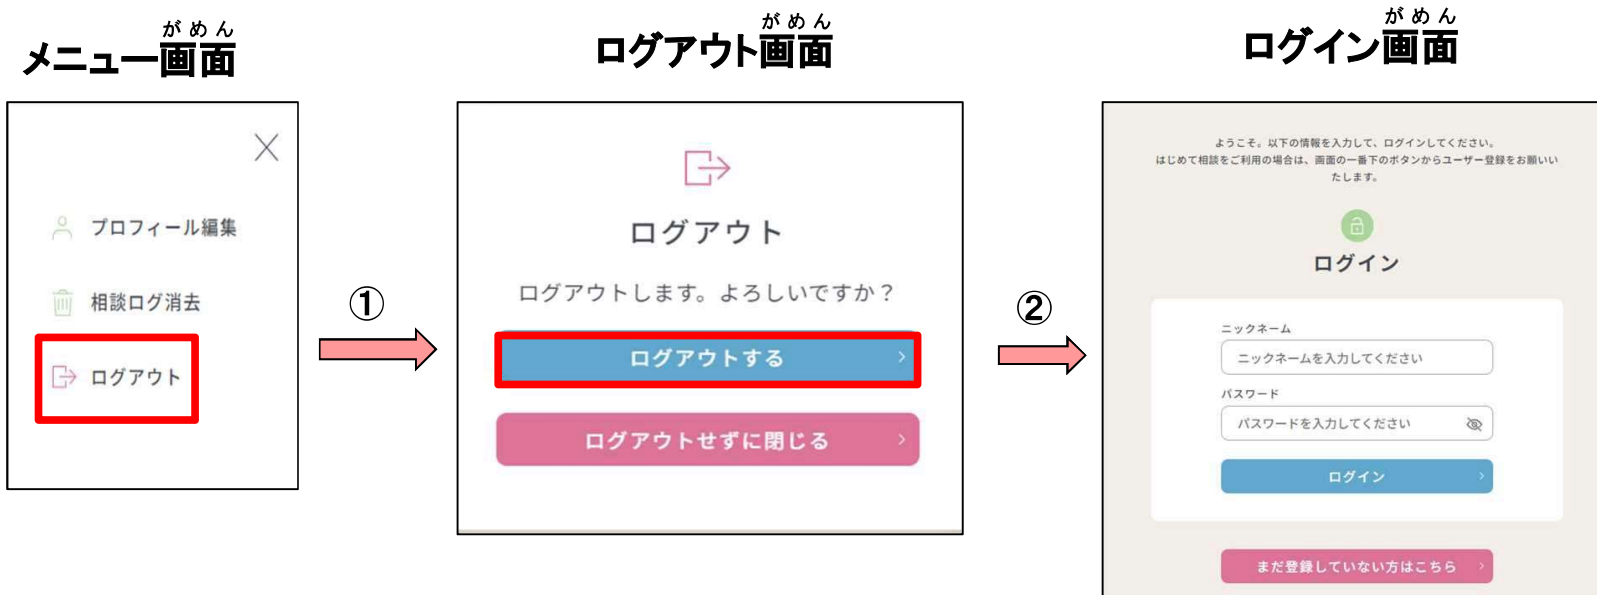 がめん
メニュー画面
プロフィール編集
相談ログ消去
ログアウト
①
がめん
ログアウト画面
ログアウト
ログアウトします。よろしいですか？
ログアウトする
ログアウトせずに閉じる
②
がめん
ログイン画面
ようこそ。以下の情報を入力して、ログインしてください。
はじめて相談をご利用の場合は、画面の一番下のボタンからユーザー登録をお願いい
たします。
ログイン
ニックネーム
ニックネームを入力してください
パスワード
パスワードを入力してください
ログイン
まだ登録していない方はこちら